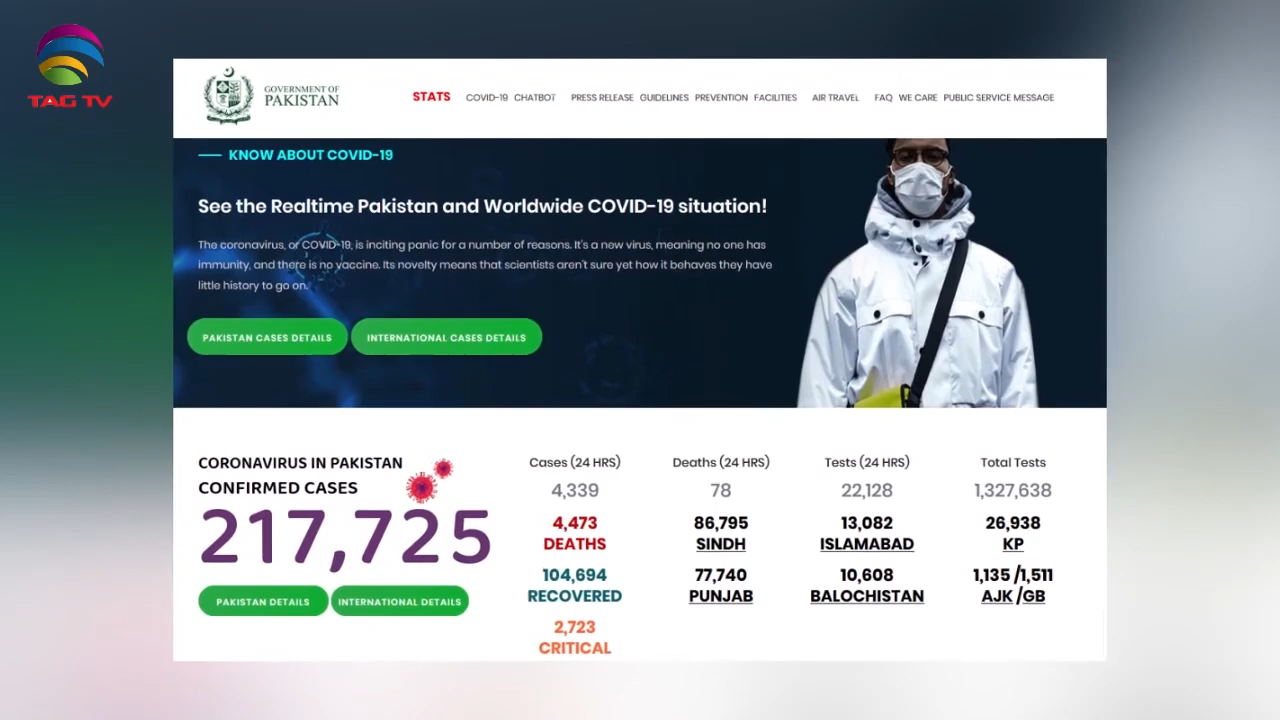 TAG TV
GOVERNMENT OF
PAKISTAN
STATS COVID-19 CHATBOT PRESS RELEASE GUIDELINES PREVENTION FACILITIES AIR TRAVEL FAQ WE CARE PUBLIC SERVICE MESSAGE
KNOW ABOUT COVID-19
See the Realtime Pakistan and Worldwide COVID-19 situation!
The coronavirus, or COVID-19, is inciting panic for a number of reasons. It's a new virus, meaning no one has
immunity, and there is no vaccine. Its novelty means that scientists aren't sure yet how it behaves they have
little history to go on.
PAKISTAN CASES DETAILS INTERNATIONAL CASES DETAILS
CORONAVIRUS IN PAKISTAN
CONFIRMED CASES
217,725
PAKISTAN DETAILS INTERNATIONAL DETAILS
Cases (24 HRS) Deaths (24 HRS) Tests (24 HRS) Total Tests
4,339 78 22,128 1,327,638
4,473 86,795 13,082 26,938
DEATHS SINDH ISLAMABAD KP
104,694 77,740 10,608 1,135 /1,511
RECOVERED PUNJAB BALOCHISTAN AJK /GB
2,723
CRITICAL